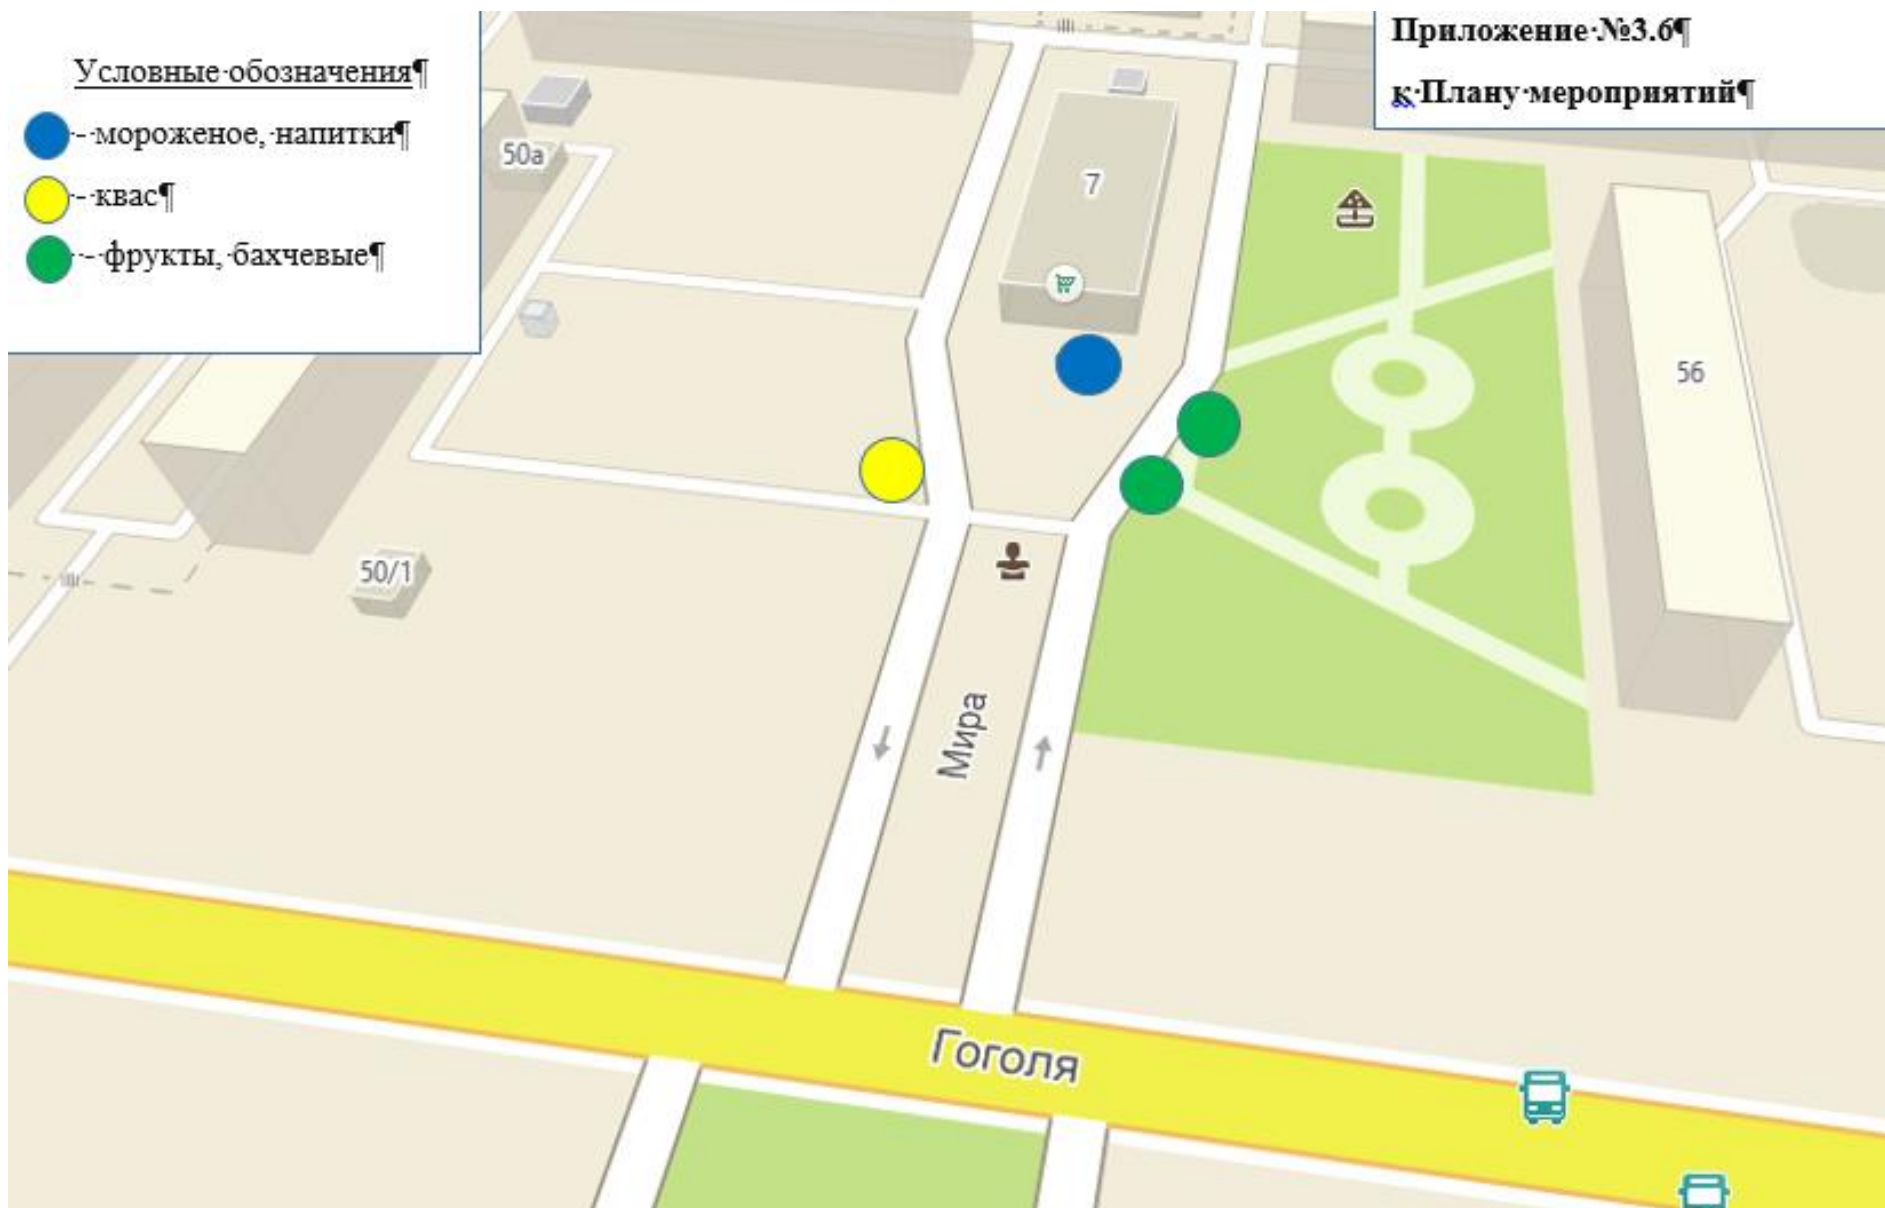 Условные·обозначения¶
·-·мороженое,·напитки¶
·-·квас¶
·-·фрукты,·бахчевые¶
Приложение·№3.6¶
к·Плану·мероприятий¶
50а
7
56
50/1
Мира
Гоголя